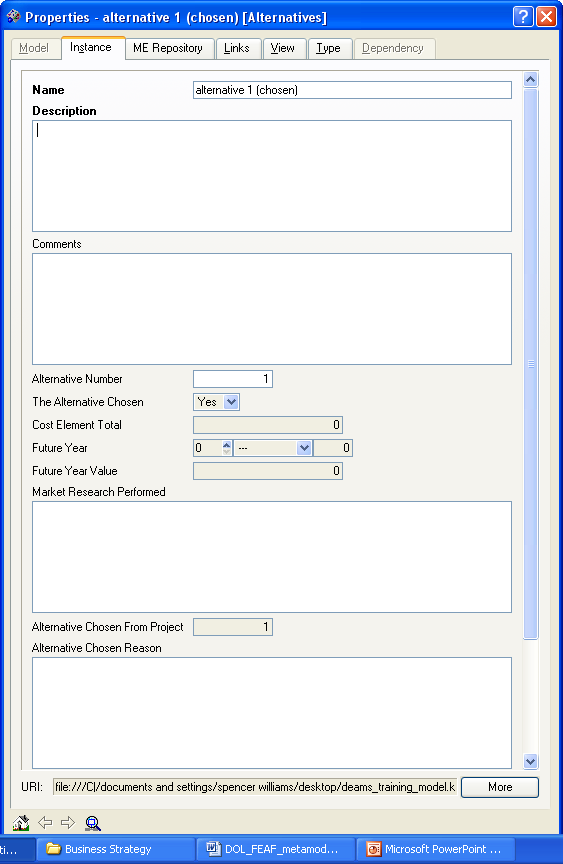 Properties - alternative 1 (chosen) [Alternatives]
Model Instance ME Repository Links View Type Dependency
Name alternative 1 (chosen)
Description
Comments
Alternative Number 1
The Alternative Chosen Yes
Cost Element Total 0
Future Year 0 --- 0
Future Year Value 0
Market Research Performed
Alternative Chosen From Project 1
Alternative Chosen Reason
URI: file:///C|/documents and settings/spencer williams/desktop/deams_training_model.k More
ti... Business Strategy DOL_FEAF_metamod... Microsoft PowerPoint ...